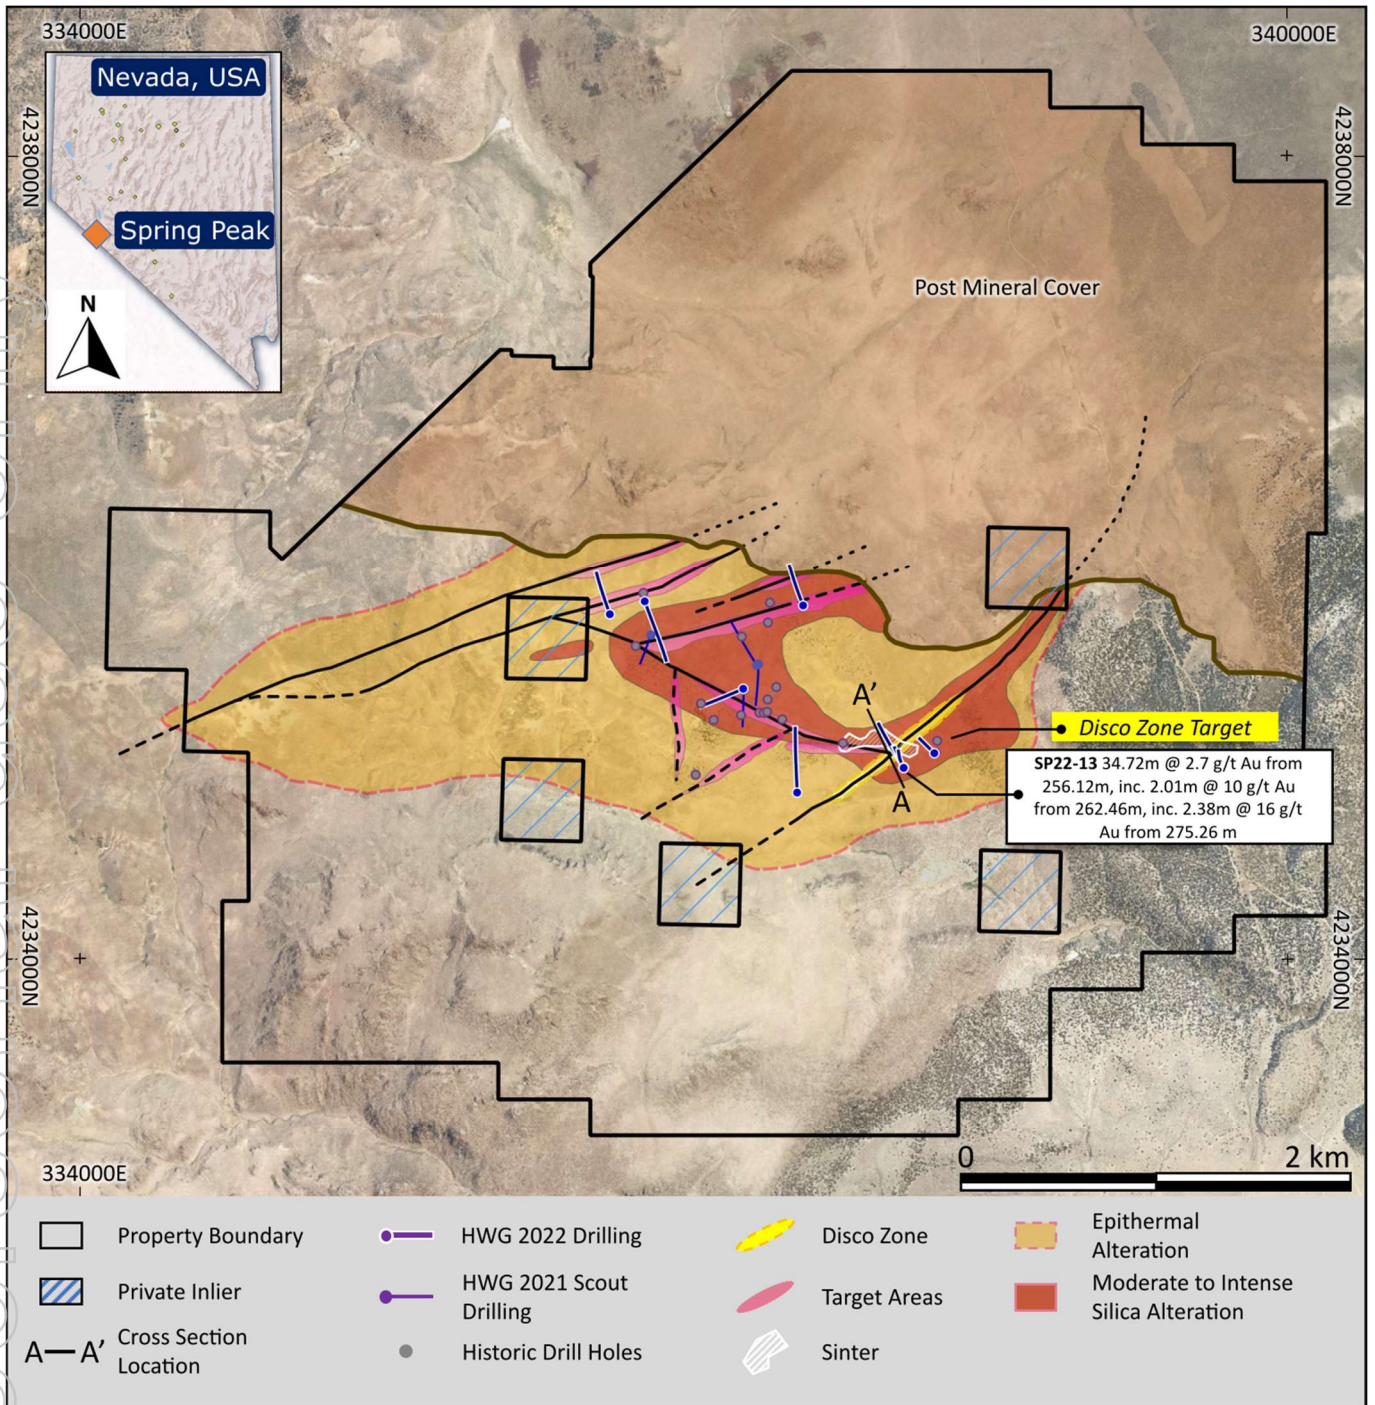 334000E
340000E
Nevada, USA
4238000N
4238000N
Spring Peak
N
Post Mineral Cover
A'
Disco Zone Target
SP22-13 34.72m @ 2.7 g/t Au from
256.12m, inc. 2.01m @ 10 g/t Au
from 262.46m, inc. 2.38m @ 16 g/t
Au from 275.26 m
A
4234000N
4234000N
334000E
0
2 km
Property Boundary
HWG 2022 Drilling
Disco Zone
Epithermal
Alteration
Private Inlier
HWG 2021 Scout
Drilling
Target Areas
Moderate to Intense
Silica Alteration
A
A'
Cross Section
Location
Historic Drill Holes
Sinter